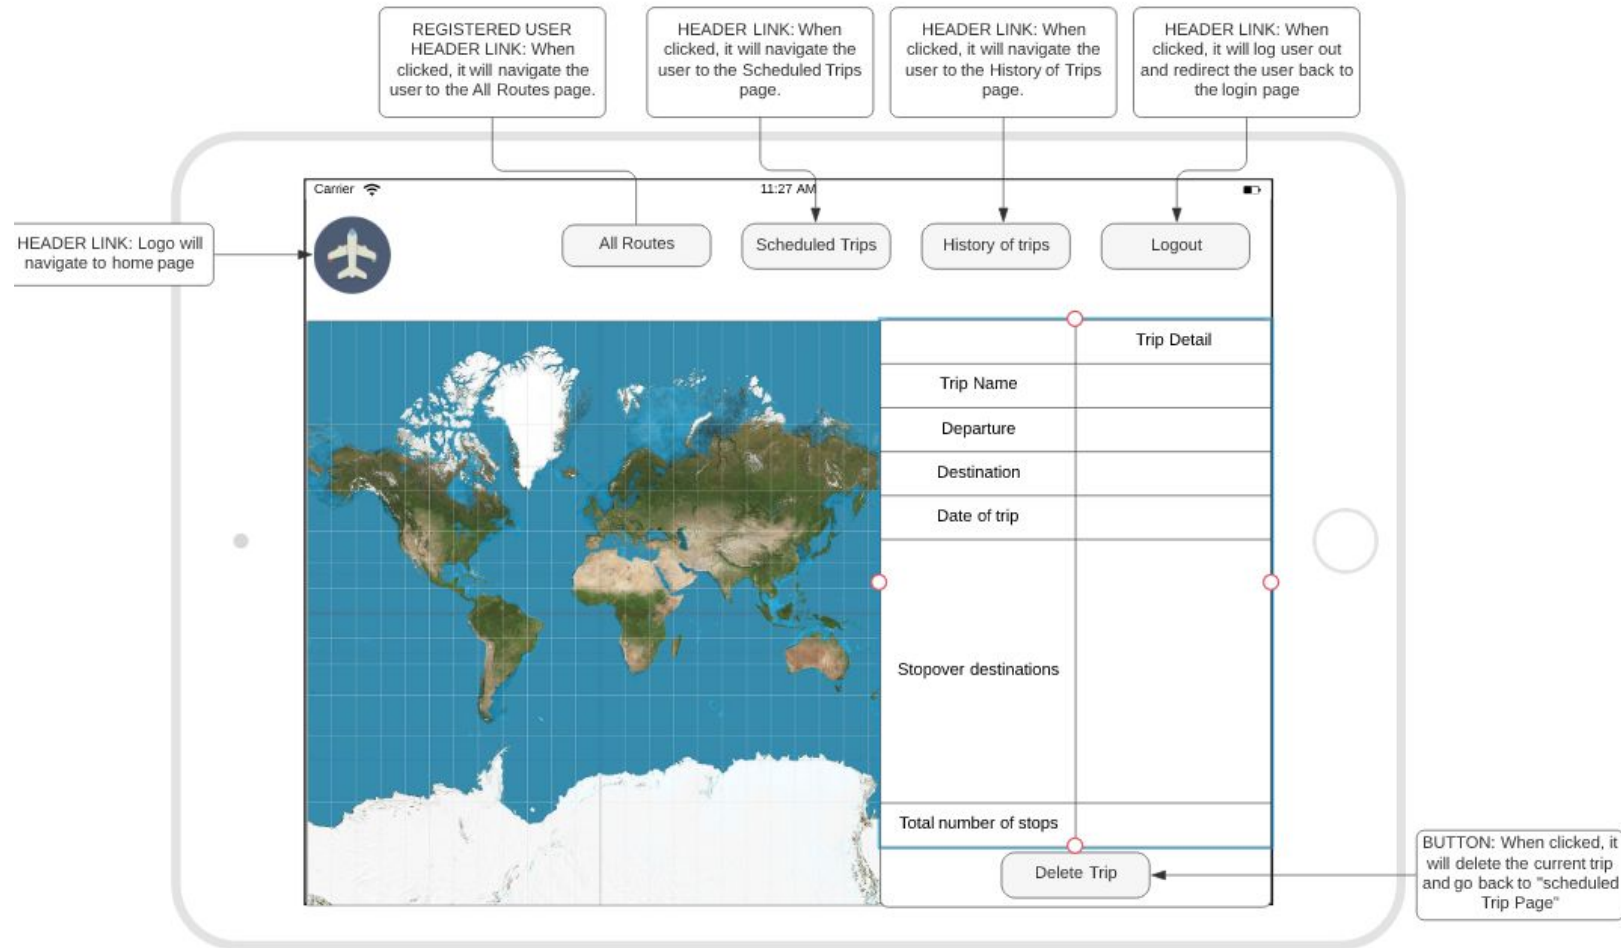 REGISTERED USER
HEADER LINK: When
clicked, it will navigate the
user to the All Routes page.
HEADER LINK: When
clicked, it will navigate the
user to the Scheduled Trips
page.
HEADER LINK: When
clicked, it will navigate the
user to the History of Trips
page.
HEADER LINK: When
clicked, it will log user out
and redirect the user back to
the login page
Carrier
11:27 AM
HEADER LINK: Logo will
navigate to home page
All Routes
Scheduled Trips
History of trips
Logout
Trip Detail
Trip Name
Departure
Destination
Date of trip
Stopover destinations
Total number of stops
Delete Trip
BUTTON: When clicked, it
will delete the current trip
and go back to "scheduled
Trip Page"